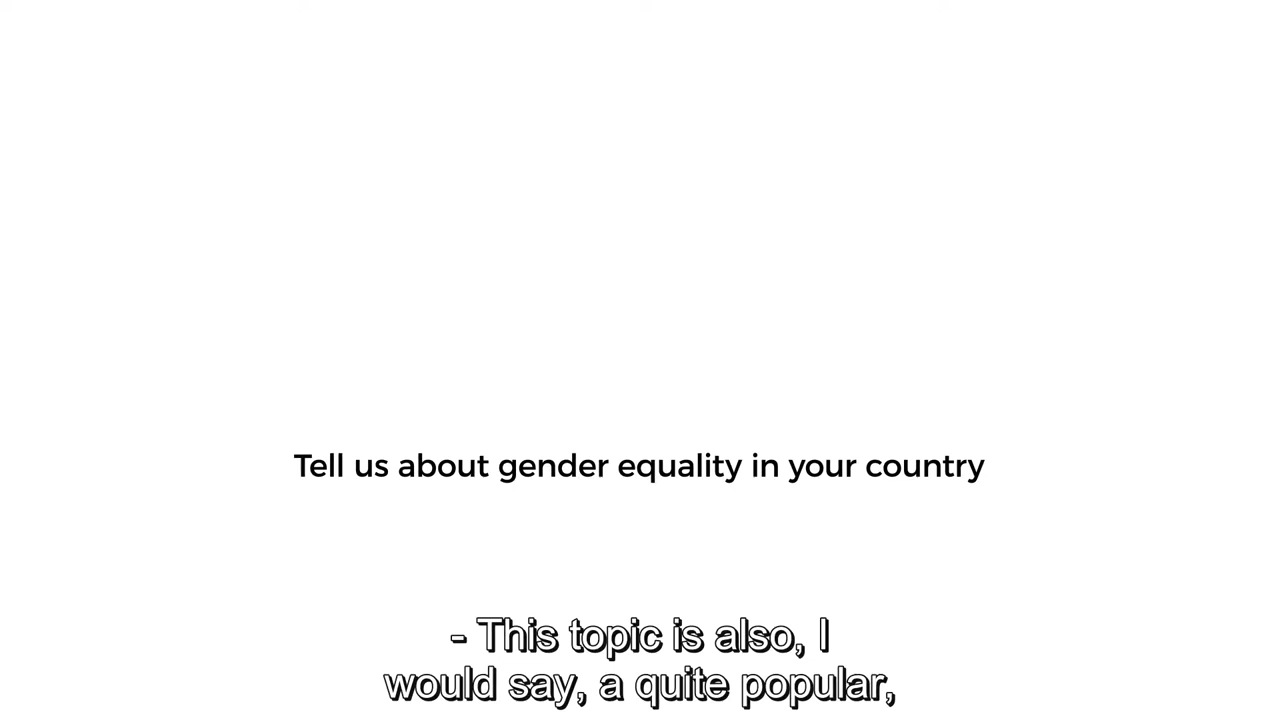 Tell us about gender equality in your country
- This topic is also, I
would say, a quite popular,